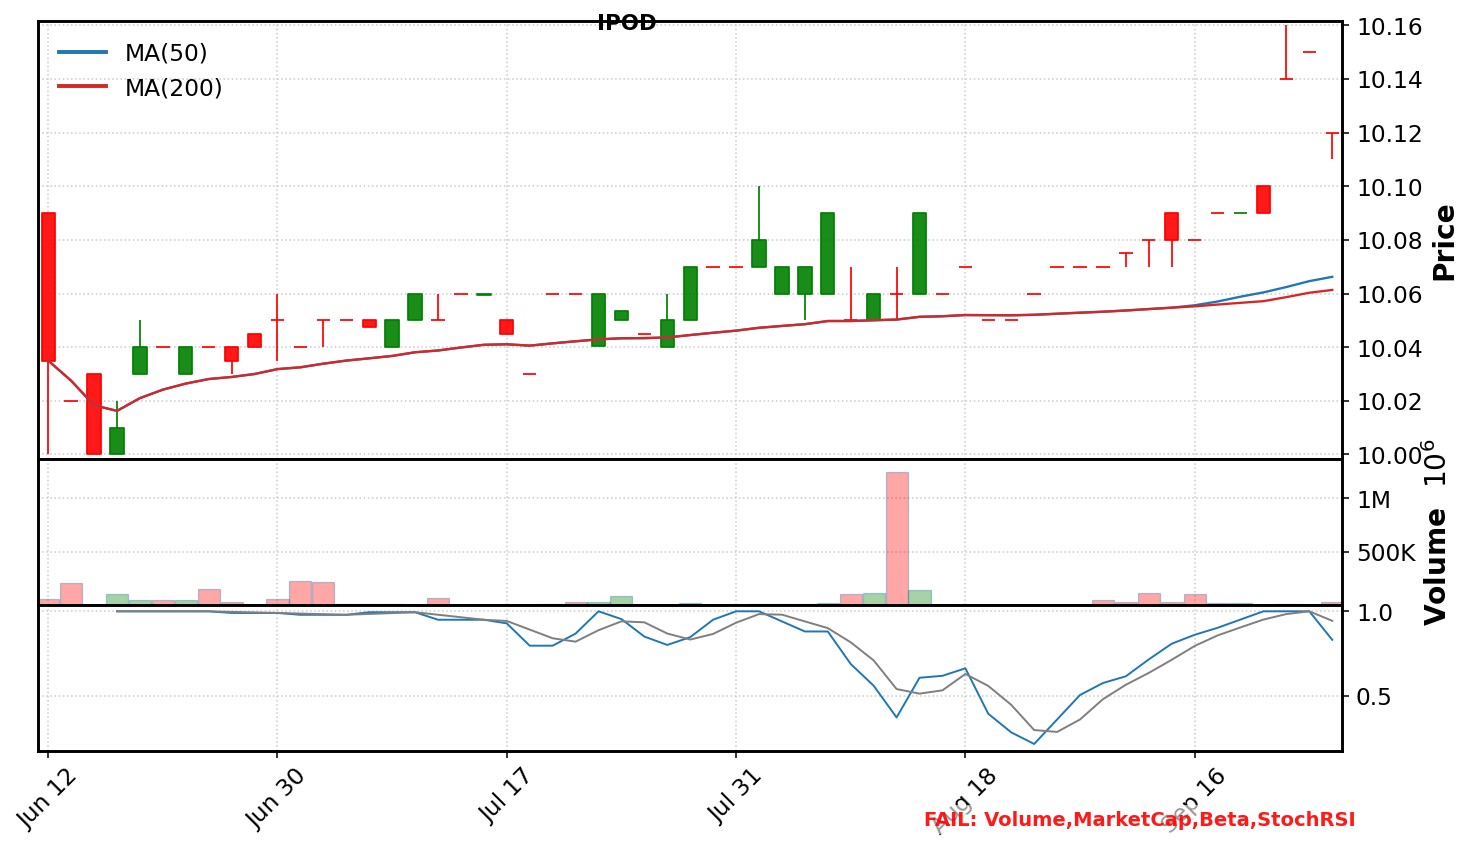 IPOD
MA(50)
MA(200)
10.16
10.14
10.12
10.10
10.08
10.06
10.04
10.02
10.00
Price
10^6
1M
500K
Volume
1.0
0.5
Jun 12
Jun 30
Jul 17
Jul 31
Aug 18
Sep 16
FAIL: Volume,MarketCap,Beta,StochRSI